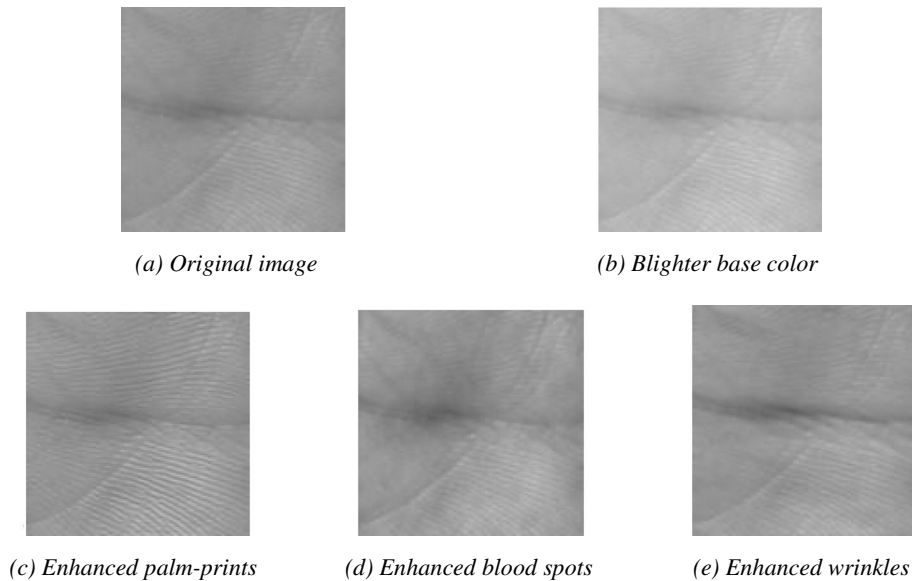 (a) Original image
(b) Blighter base color
(c) Enhanced palm-prints
(d) Enhanced blood spots
(e) Enhanced wrinkles